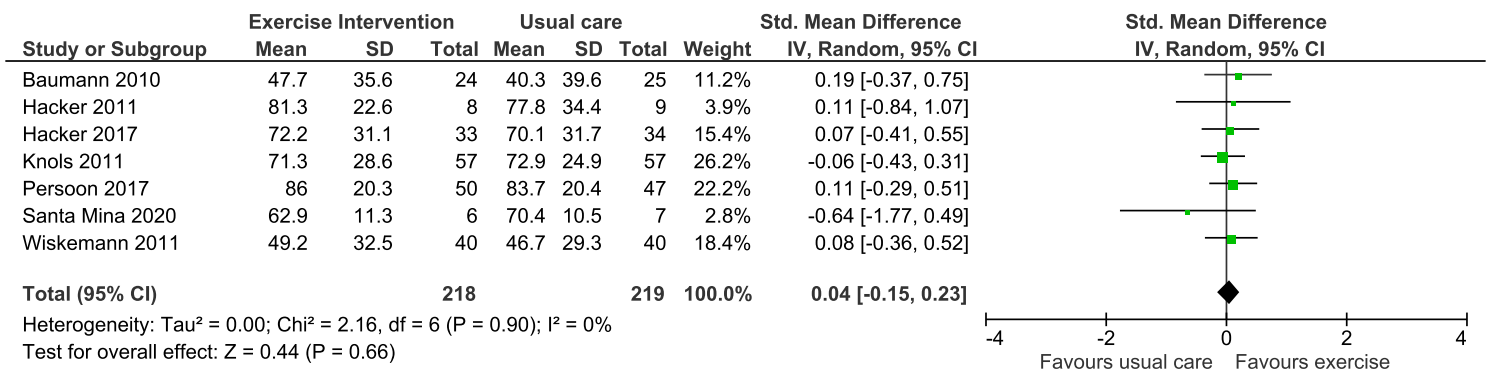 Exercise Intervention Usual care Std. Mean Difference Std. Mean Difference
Study or Subgroup Mean SD Total Mean SD Total Weight IV, Random, 95% CI IV, Random, 95% CI
Baumann 2010 47.7 35.6 24 40.3 39.6 25 11.2% 0.19 [-0.37, 0.75]
Hacker 2011 81.3 22.6 8 77.8 34.4 9 3.9% 0.11 [-0.84, 1.07]
Hacker 2017 72.2 31.1 33 70.1 31.7 34 15.4% 0.07 [-0.41, 0.55]
Knols 2011 71.3 28.6 57 72.9 24.9 57 26.2% -0.06 [-0.43, 0.31]
Persoon 2017 86 20.3 50 83.7 20.4 47 22.2% 0.11 [-0.29, 0.51]
Santa Mina 2020 62.9 11.3 6 70.4 10.5 7 2.8% -0.64 [-1.77, 0.49]
Wiskemann 2011 49.2 32.5 40 46.7 29.3 40 18.4% 0.08 [-0.36, 0.52]
Total (95% CI) 218 219 100.0% 0.04 [-0.15, 0.23]
Heterogeneity: Tau² = 0.00; Chi² = 2.16, df = 6 (P = 0.90); I² = 0%
Test for overall effect: Z = 0.44 (P = 0.66)
-4 -2 0 2 4
Favours usual care Favours exercise